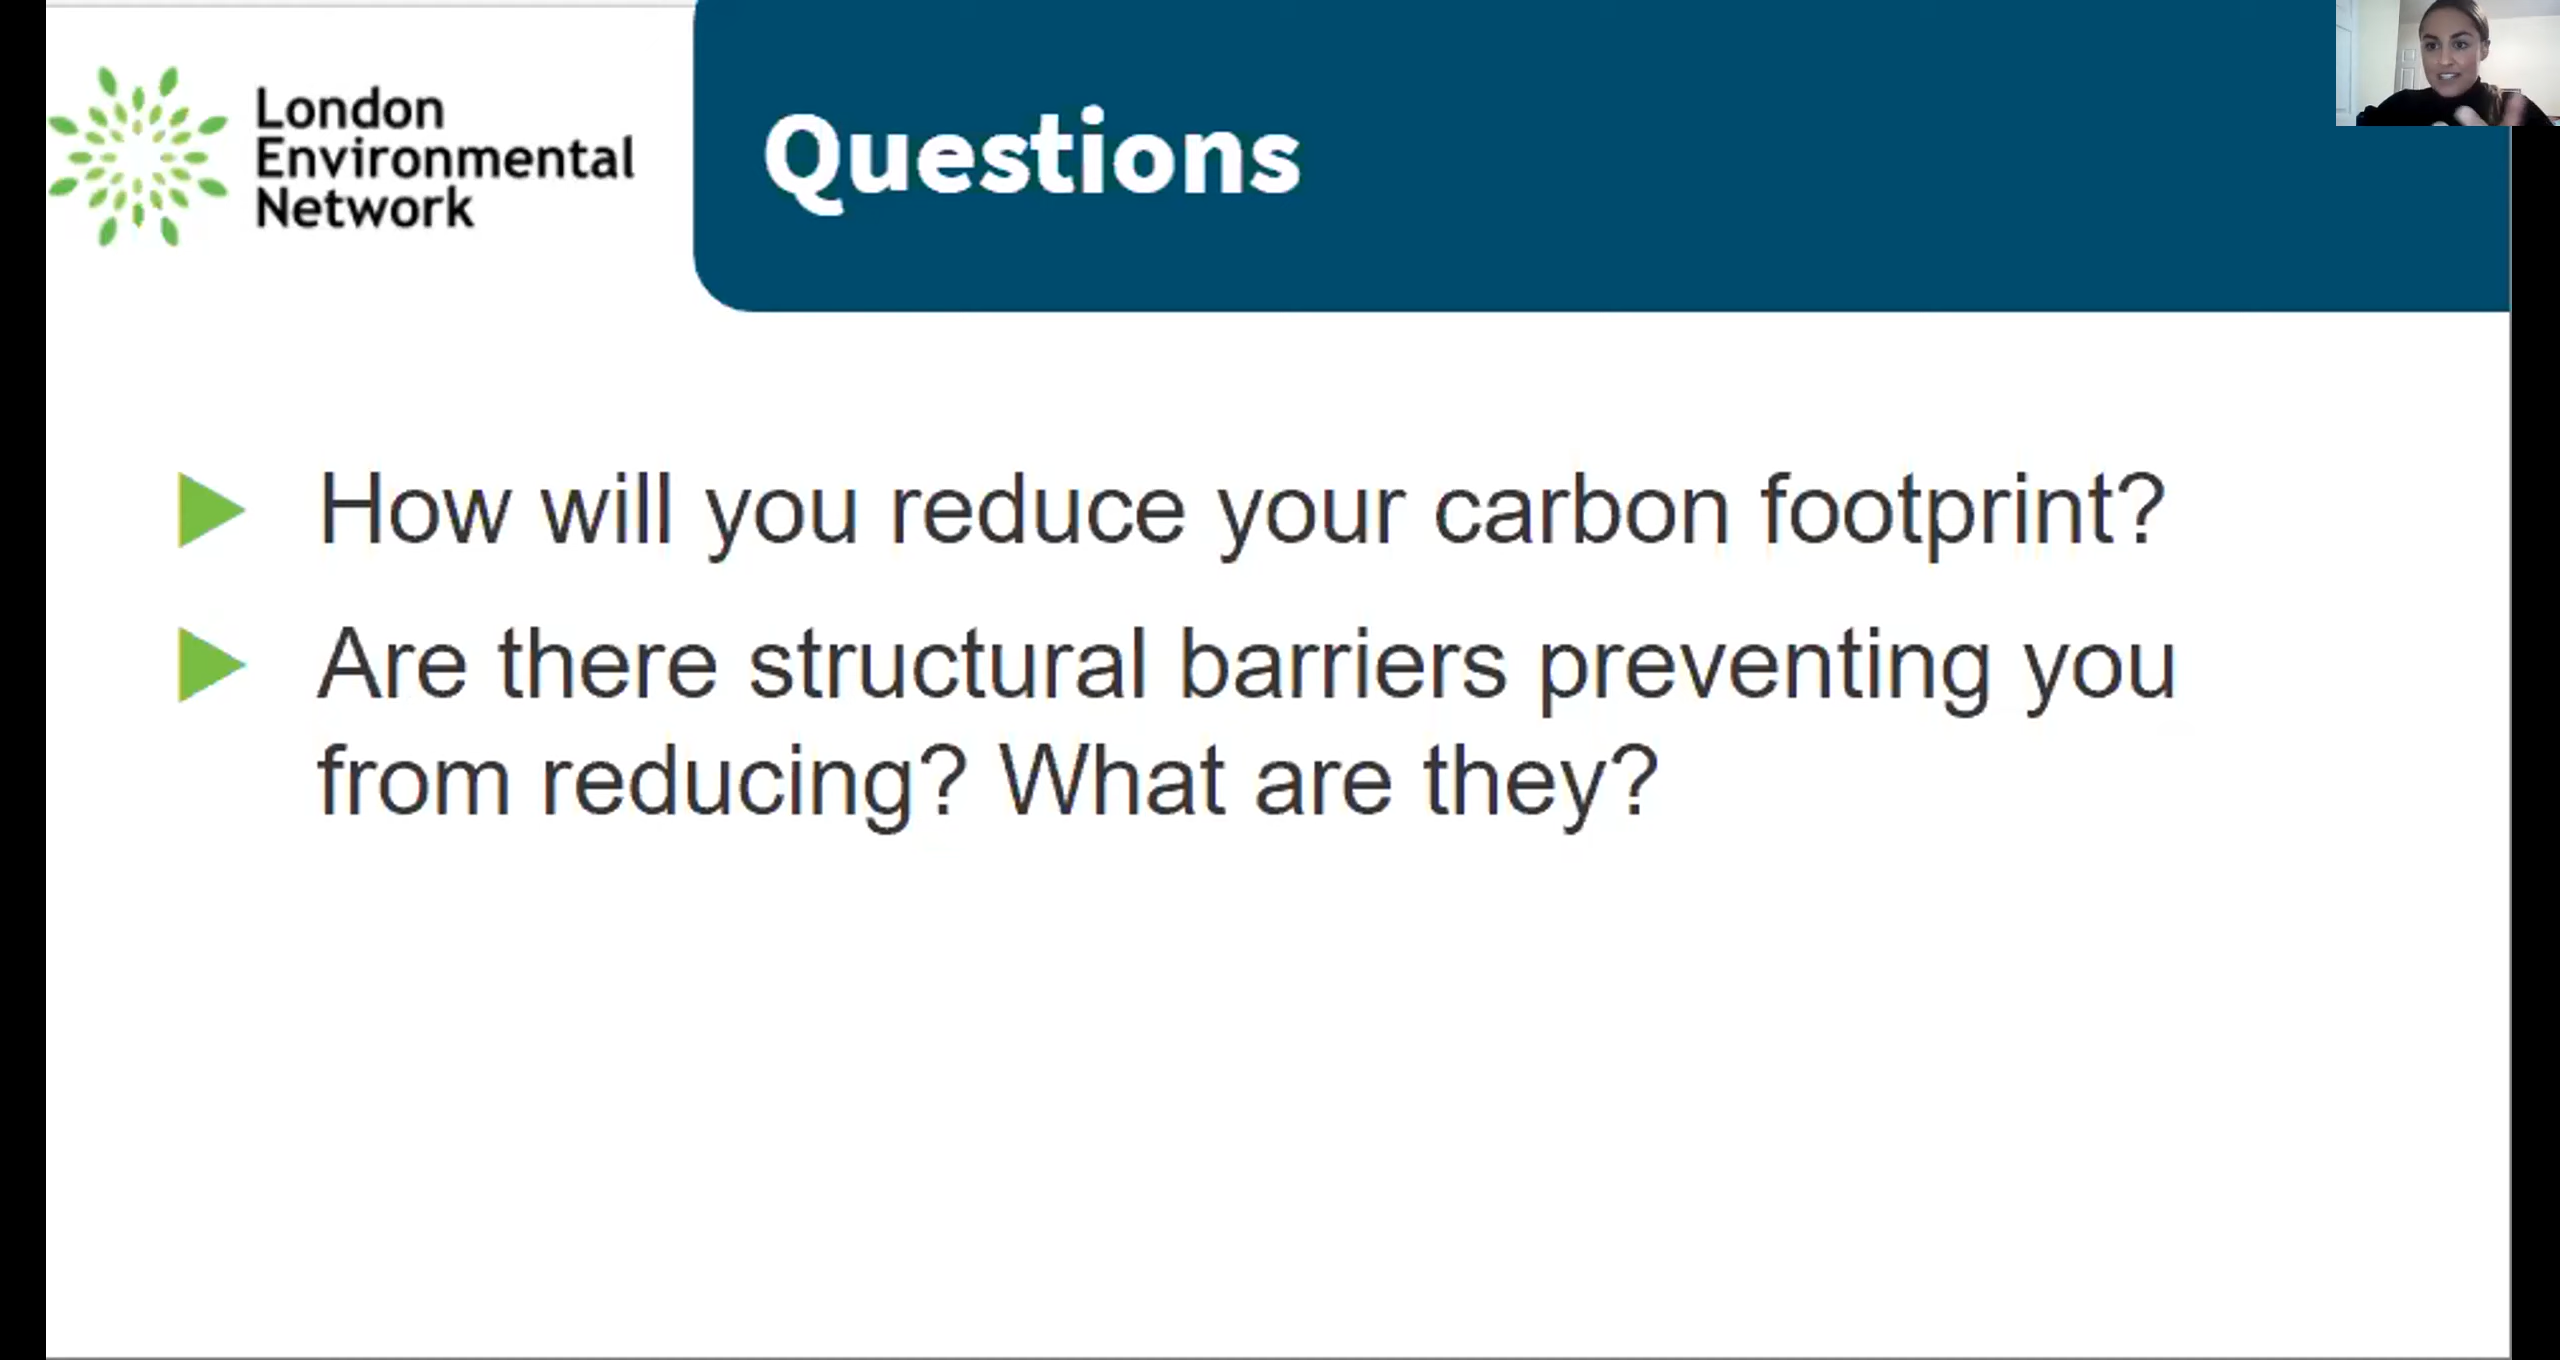 London
Environmental
Network
Questions
How will you reduce your carbon footprint?
Are there structural barriers preventing you
from reducing? What are they?